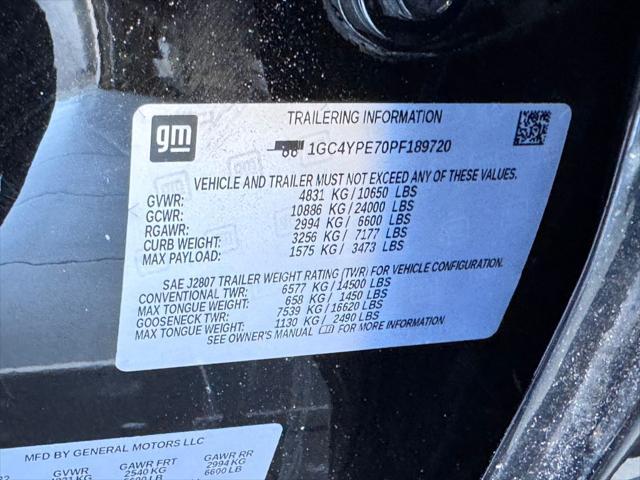 gm
TRAILERING INFORMATION
1GC4YPE70PF189720
VEHICLE AND TRAILER MUST NOT EXCEED ANY OF THESE VALUES.
GVWR: 4831 KG/10650 LBS
GCWR: 10886 KG/24000 LBS
RGAWR: 2994 KG/ 6600 LBS
CURB WEIGHT: 3256 KG/ 7177 LBS
MAX PAYLOAD: 1575 KG/ 3473 LBS
SAE J2807 TRAILER WEIGHT RATING (TWR) FOR VEHICLE CONFIGURATION.
CONVENTIONAL TWR: 6577 KG/14500 LBS
MAX TONGUE WEIGHT: 658 KG/ 1450 LBS
GOOSENECK TWR: 7539 KG/16620 LBS
MAX TONGUE WEIGHT: 1130 KG/ 2490 LBS
SEE OWNER'S MANUAL FOR MORE INFORMATION
MFD BY GENERAL MOTORS LLC
GVWR GAWR FRT GAWR RR
2540 KG 2994 KG
6600 LB